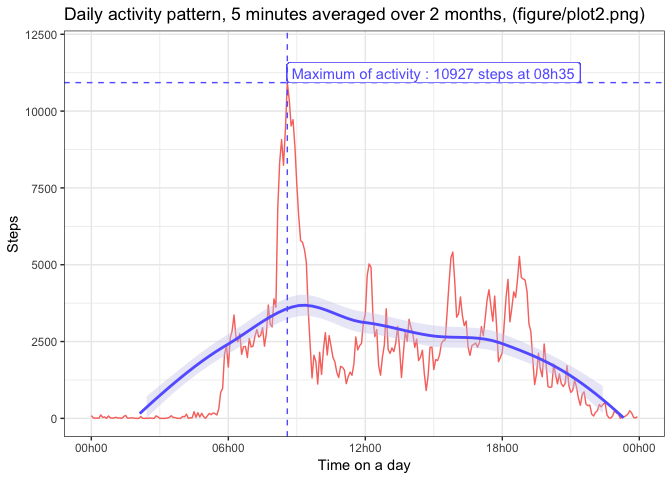 Daily activity pattern, 5 minutes averaged over 2 months, (figure/plot2.png)
12500
Maximum of activity : 10927 steps at 08h35
10000
7500
Steps
5000
2500
0
00h00 06h00 12h00 18h00 00h00
Time on a day